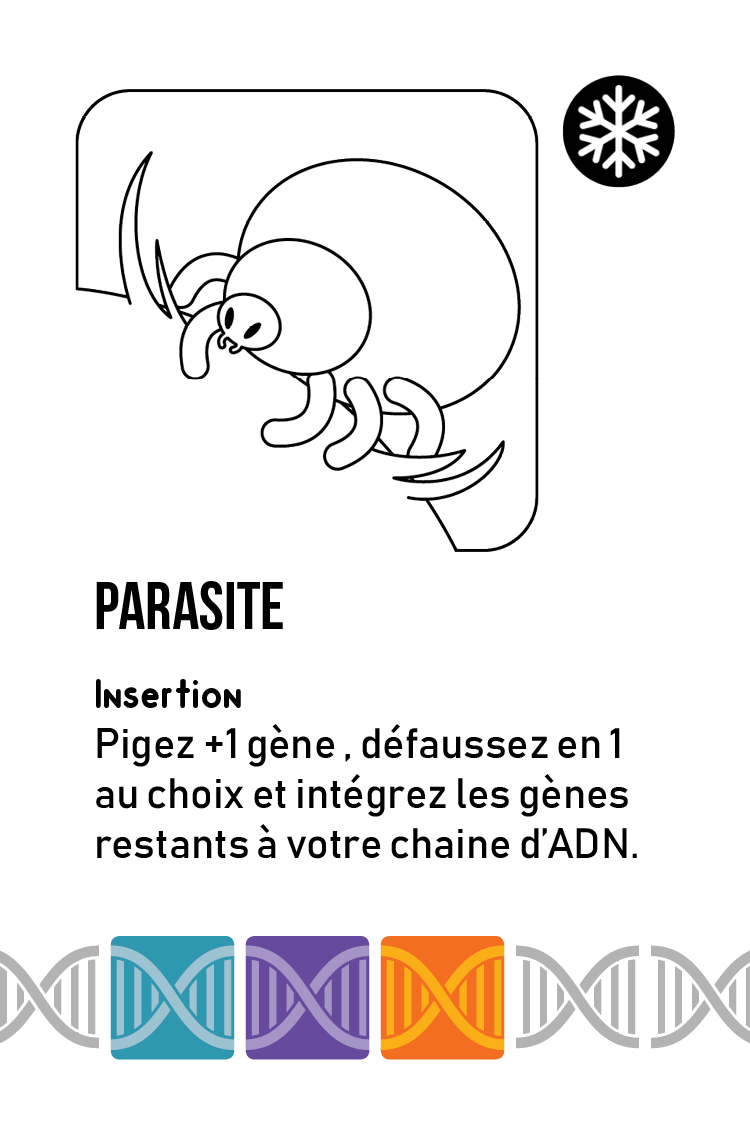 PARASITE
Insertion
Pigez +1 gène , défaussez en 1
au choix et intégrez les gènes
restants à votre chaine d’ADN.